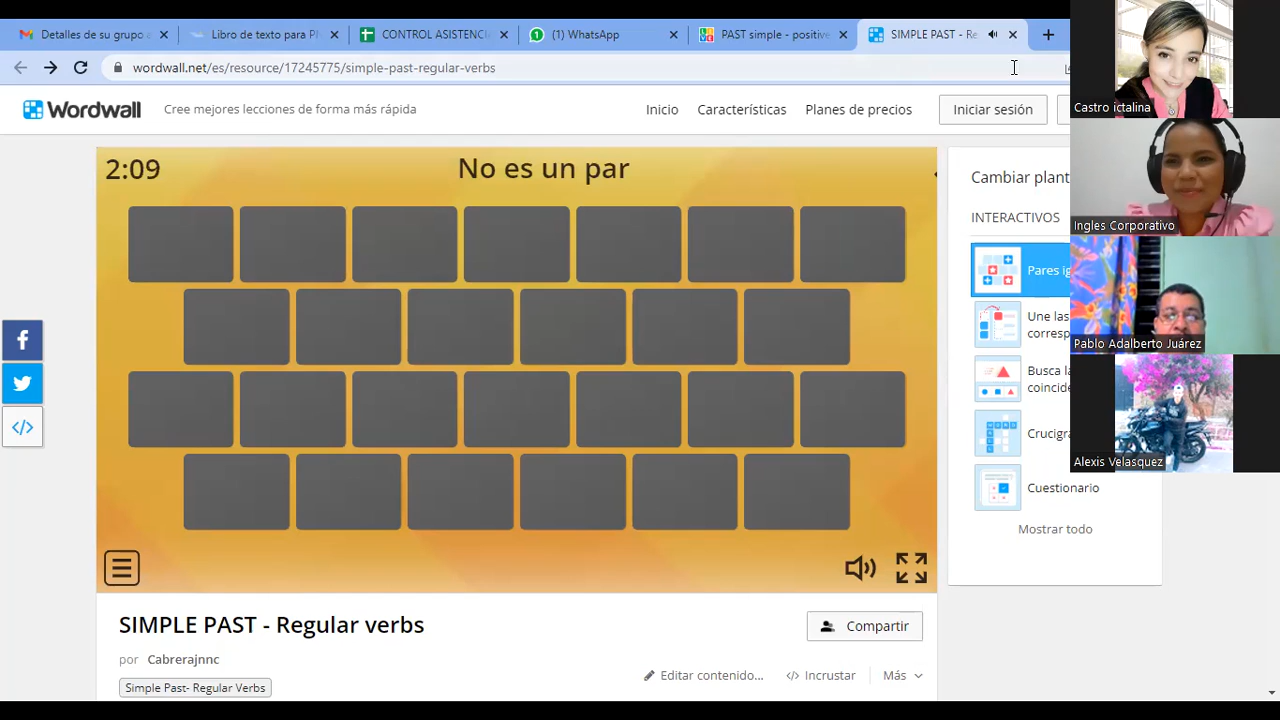 Detalles de su grupo
Libro de texto para
CONTROL ASISTENCI
(1) WhatsApp
PAST simple - positive
SIMPLE PAST - Re
wordwall.net/es/resource/17245775/simple-past-regular-verbs
Wordwall
Cree mejores lecciones de forma más rápida
Inicio
Características
Planes de precios
Iniciar sesión
2:09
No es un par
Cambiar plant
INTERACTIVOS
Pares ig
Une las
corresp
Busca la
coincide
Crucigra
Cuestionario
Mostrar todo
SIMPLE PAST - Regular verbs
Compartir
por Cabrerajnnc
Editar contenido...
Incrustar
Más
Simple Past- Regular Verbs
Castro ictalina
Ingles Corporativo
Pablo Adalberto Juárez
Alexis Velasquez